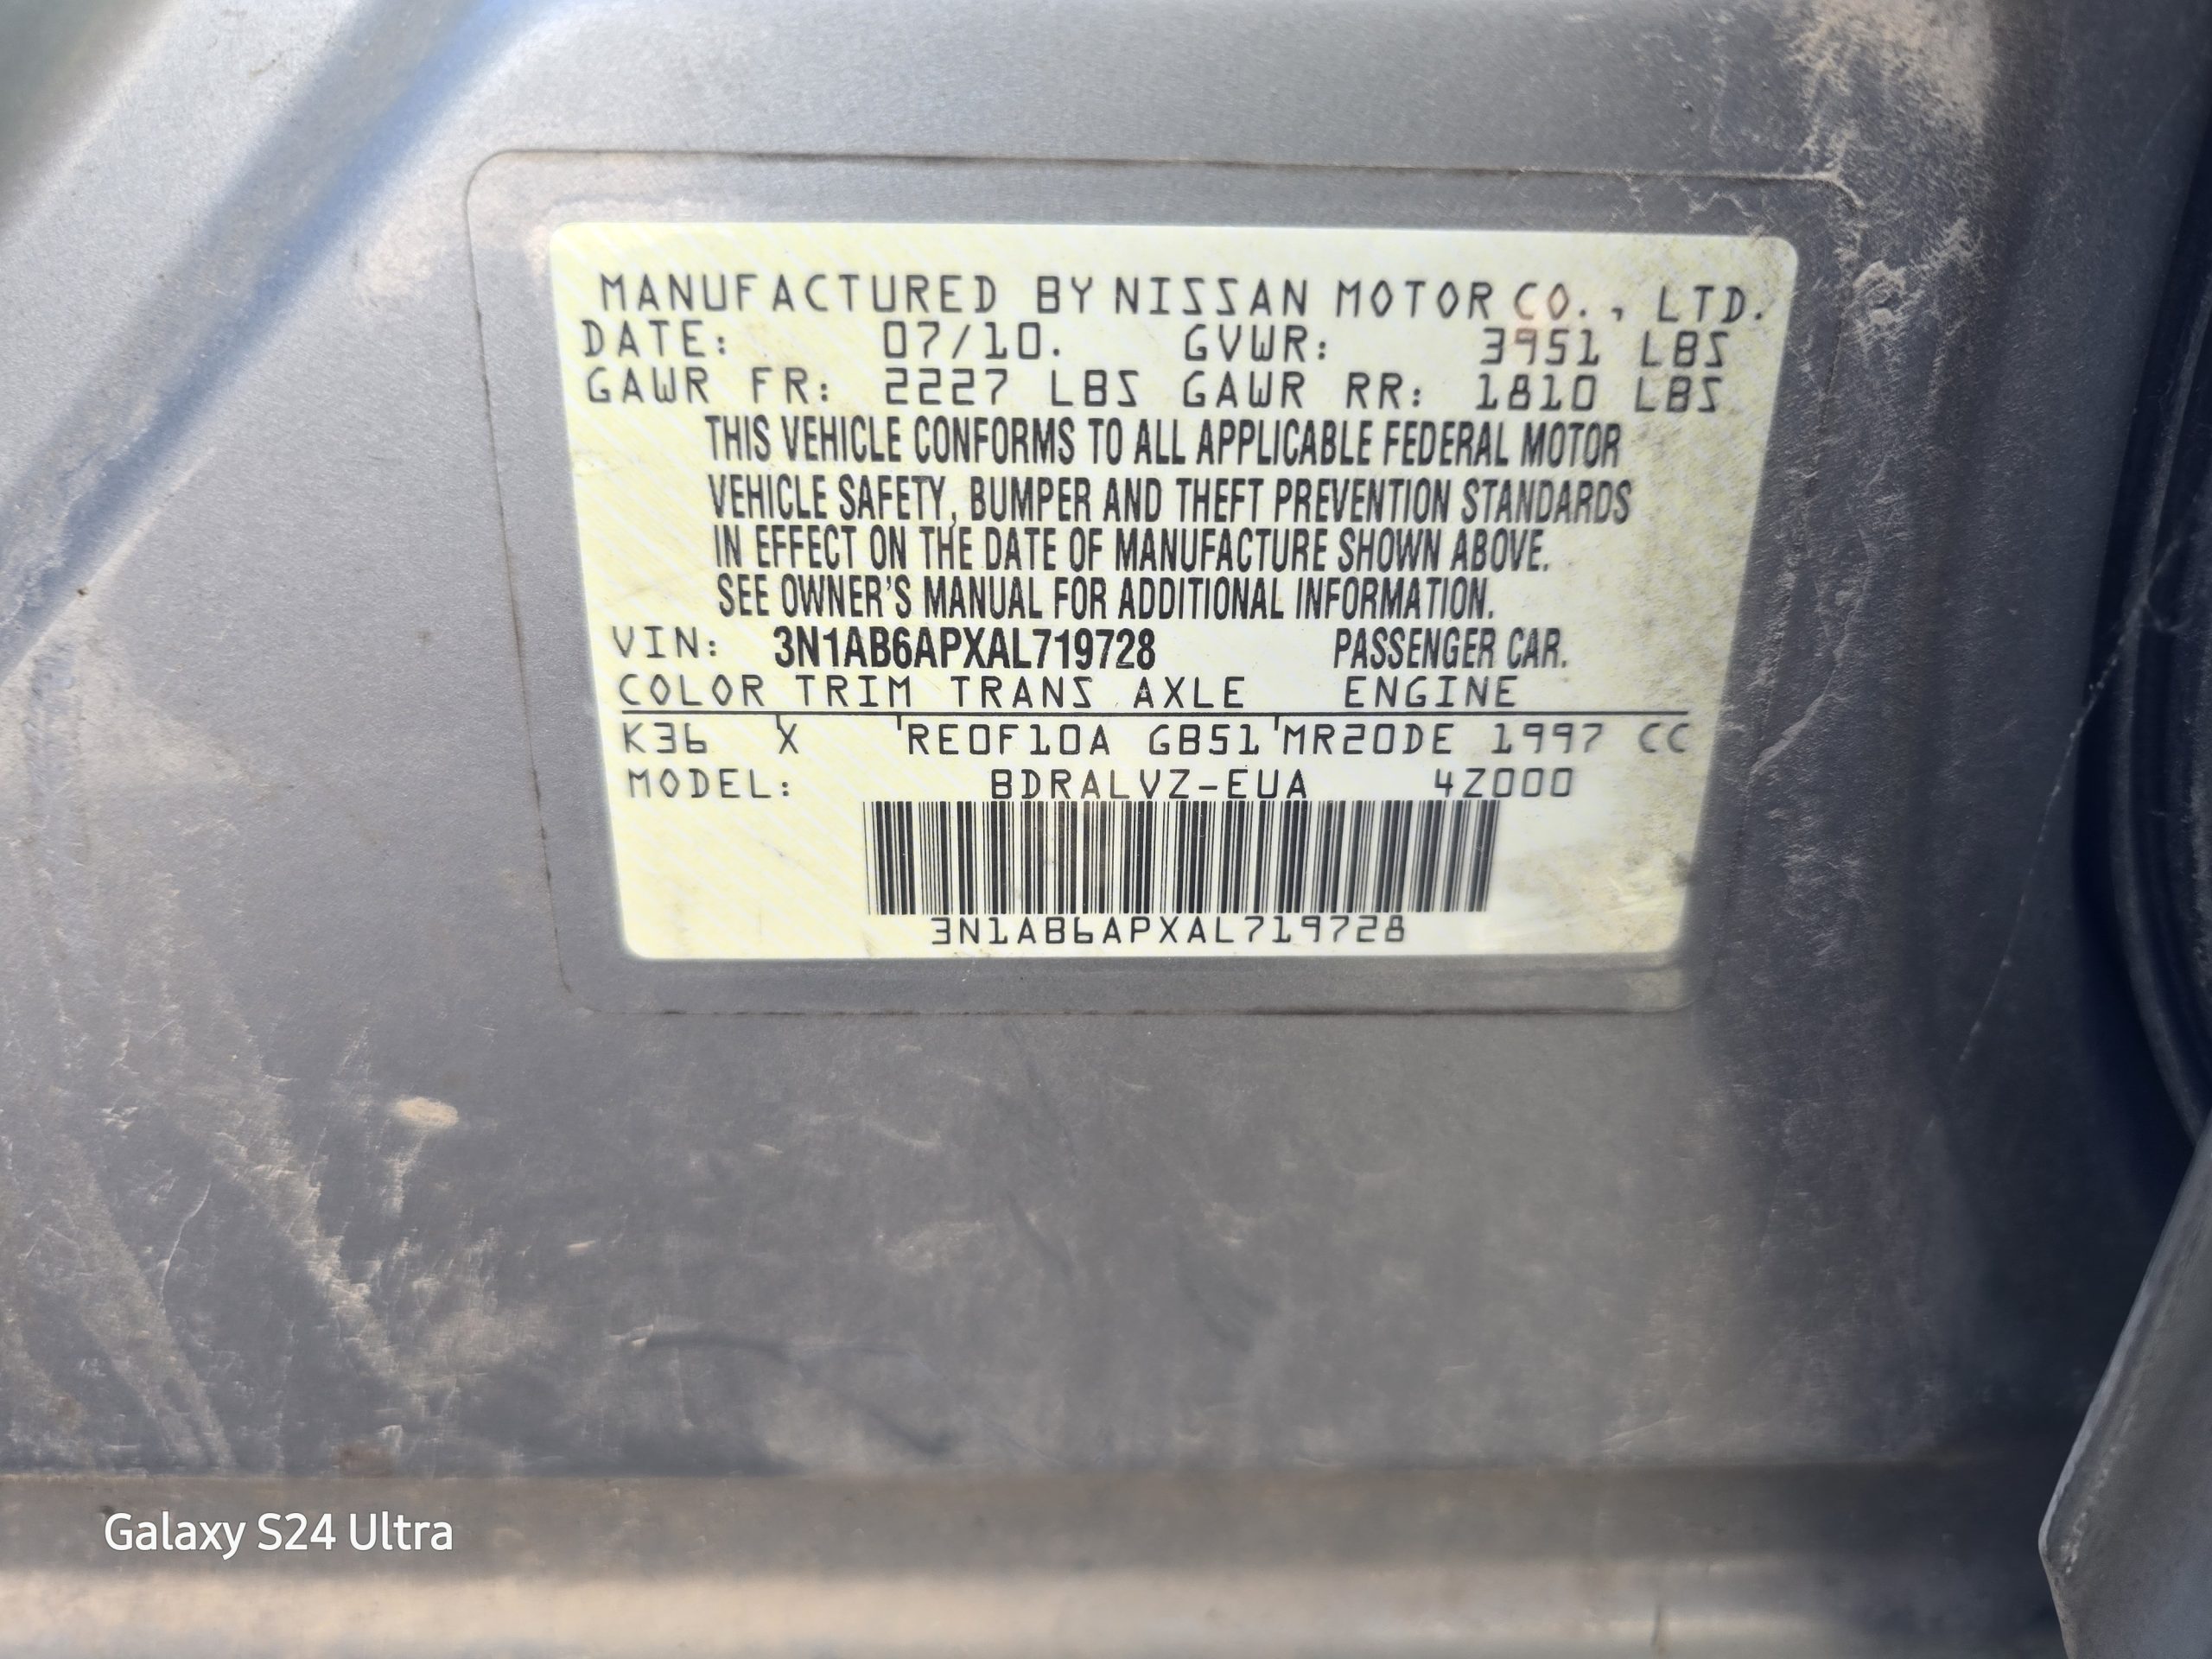 MANUFACTURED BY NISSAN MOTOR CO., LTD.
DATE: 07/10. GVWR: 3951 LBS
GAWR FR: 2227 LBS GAWR RR: 1810 LBS
THIS VEHICLE CONFORMS TO ALL APPLICABLE FEDERAL MOTOR
VEHICLE SAFETY, BUMPER AND THEFT PREVENTION STANDARDS
IN EFFECT ON THE DATE OF MANUFACTURE SHOWN ABOVE.
SEE OWNER'S MANUAL FOR ADDITIONAL INFORMATION.
VIN: 3N1AB6APXAL719728 PASSENGER CAR.
COLOR TRIM TRANS AXLE ENGINE
K36 X RE0F10A GB51 MR20DE 1997 CC
MODEL: BDRALVZ-EUA 4Z000
3N1AB6APXAL719728
Galaxy S24 Ultra